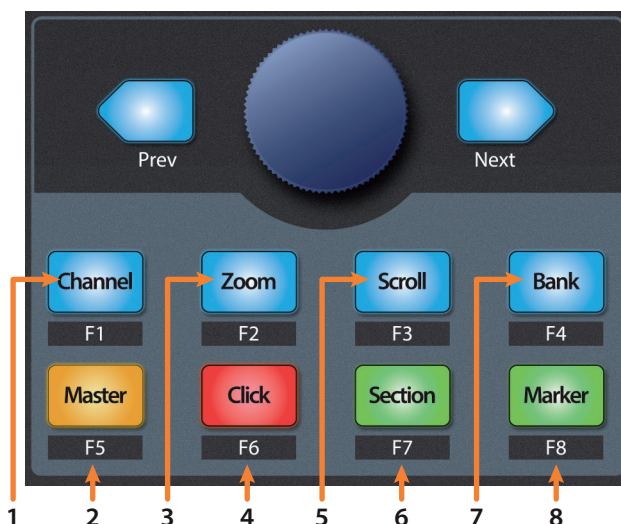 Prev Next
Channel Zoom Scroll Bank
F1 F2 F3 F4
Master Click Section Marker
F5 F6 F7 F8
1 2 3 4 5 6 7 8